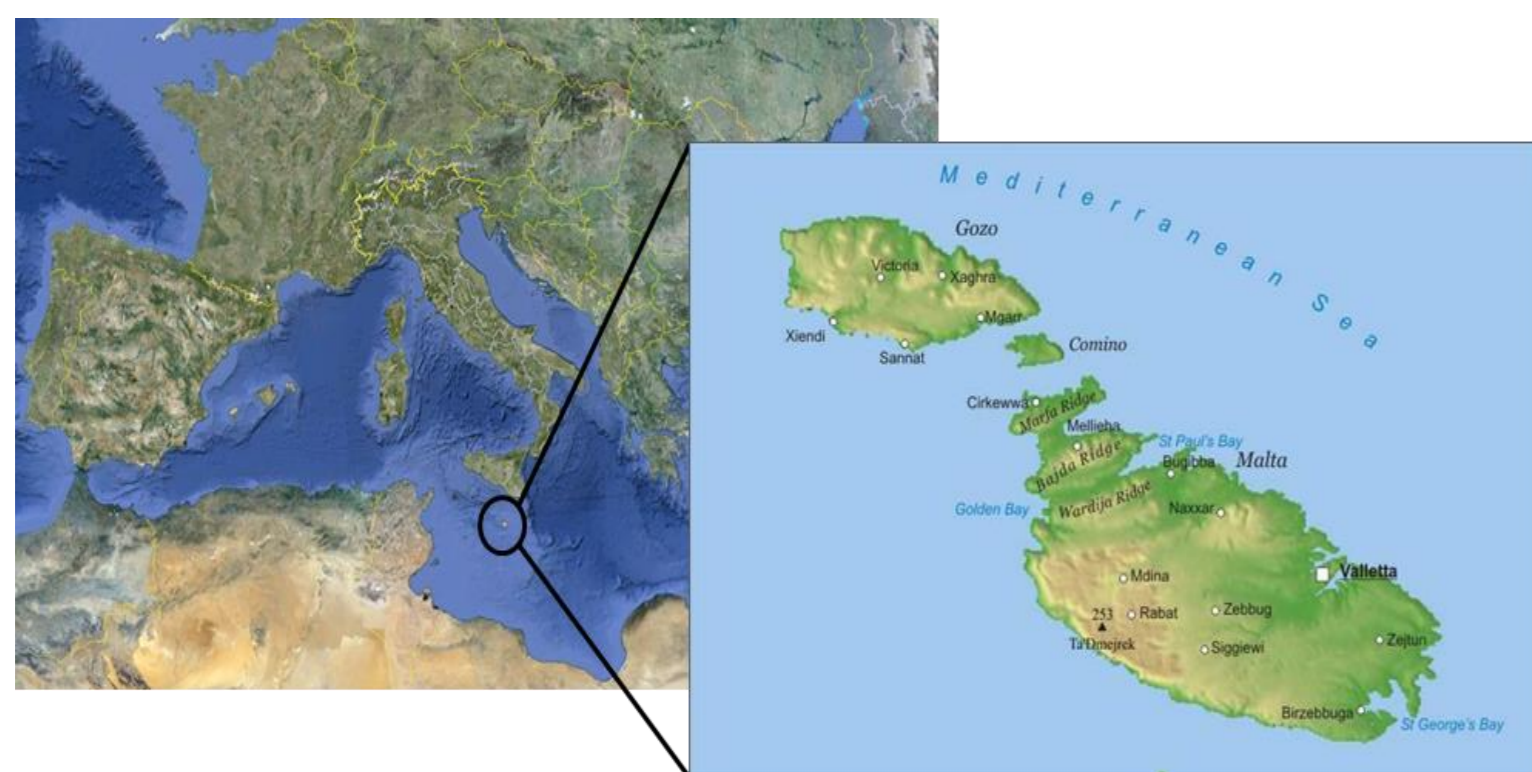 Mediterranean Sea
Gozo
Victoria
Xaghra
Mgarr
Xlendi
Sannat
Comino
Cirkewwa
Marfa Ridge
Mellieha
St Paul's Bay
Bajda Ridge
Bugibba
Malta
Wardija Ridge
Golden Bay
Naxxar
Valletta
Mdina
253
Rabat
Zebbug
Ta'Dmejrek
Siggiewi
Zejtun
Birzebbuga
St George's Bay